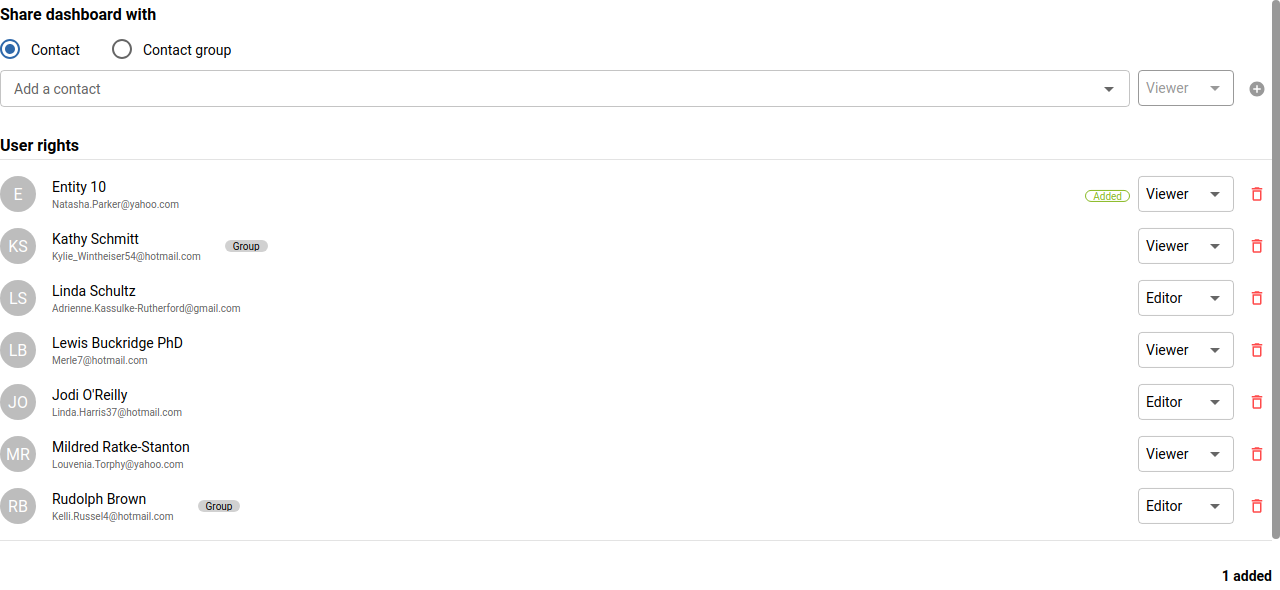 Share dashboard with
Contact Contact group
Add a contact Viewer
User rights
E Entity 10 Added Viewer
Natasha.Parker@yahoo.com
KS Kathy Schmitt Group Viewer
Kylie_Wintheiser54@hotmail.com
LS Linda Schultz Editor
Adrienne.Kassulke-Rutherford@gmail.com
LB Lewis Buckridge PhD Viewer
Merle7@hotmail.com
JO Jodi O'Reilly Editor
Linda.Harris37@hotmail.com
MR Mildred Ratke-Stanton Viewer
Louvenia.Torphy@yahoo.com
RB Rudolph Brown Group Editor
Kelli.Russel4@hotmail.com
1 added